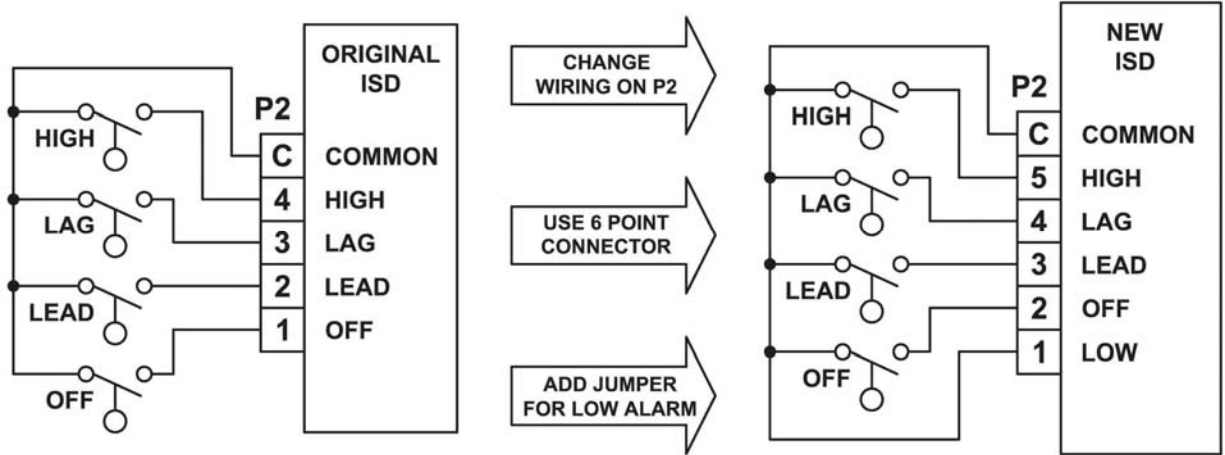 ORIGINAL
ISD
P2
HIGH
LAG
LEAD
OFF
C COMMON
4 HIGH
3 LAG
2 LEAD
1 OFF
CHANGE
WIRING ON P2
USE 6 POINT
CONNECTOR
ADD JUMPER
FOR LOW ALARM
NEW
ISD
P2
HIGH
LAG
LEAD
OFF
C COMMON
5 HIGH
4 LAG
3 LEAD
2 OFF
1 LOW